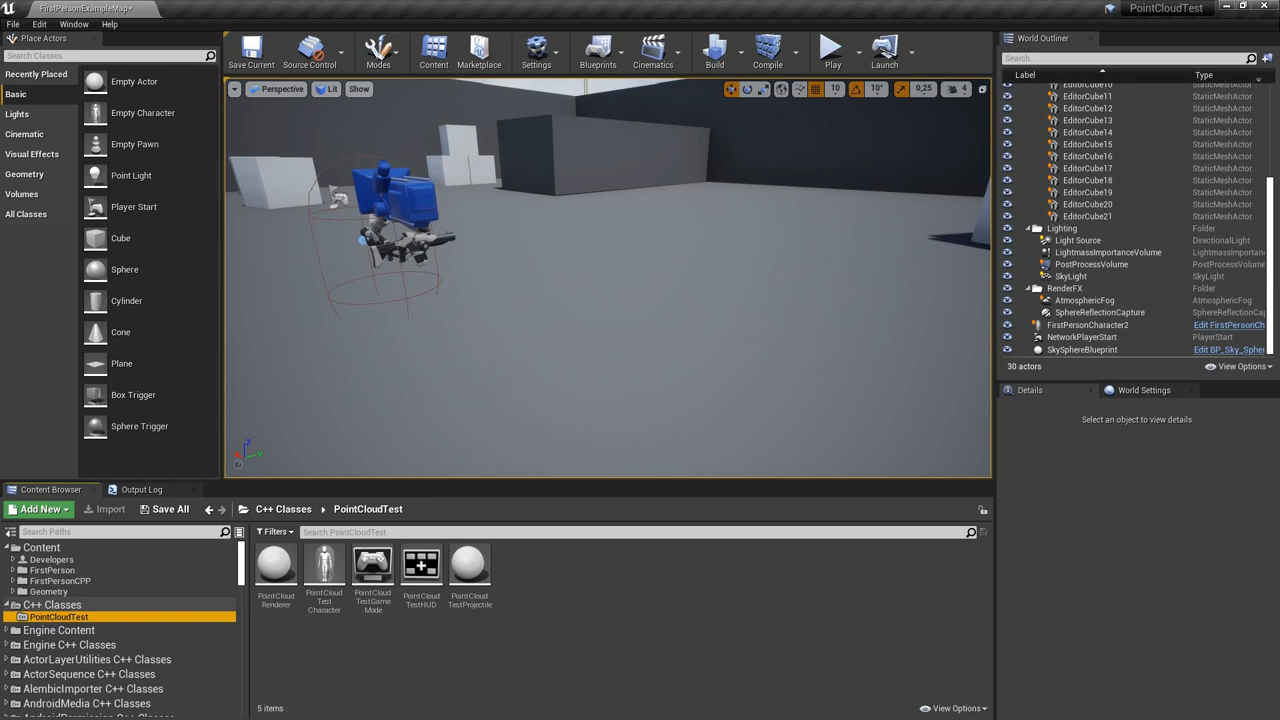 FirstPersonExampleMap*
PointCloudTest
File
Edit
Window
Help
Place Actors
Search Classes
Recently Placed
Basic
Lights
Cinematic
Visual Effects
Geometry
Volumes
All Classes
Empty Actor
Empty Character
Empty Pawn
Point Light
Player Start
Cube
Sphere
Cylinder
Cone
Plane
Box Trigger
Sphere Trigger
Save Current
Source Control
Modes
Content
Marketplace
Settings
Blueprints
Cinematics
Build
Compile
Play
Launch
Perspective
Lit
Show
10
10°
0,25
4
Z
Y
World Outliner
Search...
Label
Type
EditorCube10 StaticMeshActor
EditorCube11 StaticMeshActor
EditorCube12 StaticMeshActor
EditorCube13 StaticMeshActor
EditorCube14 StaticMeshActor
EditorCube15 StaticMeshActor
EditorCube16 StaticMeshActor
EditorCube17 StaticMeshActor
EditorCube18 StaticMeshActor
EditorCube19 StaticMeshActor
EditorCube20 StaticMeshActor
EditorCube21 StaticMeshActor
Lighting Folder
Light Source DirectionalLight
LightmassImportanceVolume LightmassImportan
PostProcessVolume PostProcessVolume
SkyLight SkyLight
RenderFX Folder
AtmosphericFog AtmosphericFog
SphereReflectionCapture SphereReflectionCap
FirstPersonCharacter2 Edit FirstPersonCh
NetworkPlayerStart PlayerStart
SkySphereBlueprint Edit BP_Sky_Sphe
30 actors
View Options
Details
World Settings
Select an object to view details.
Content Browser
Output Log
Add New
Import
Save All
C++ Classes
PointCloudTest
Search Paths
Filters
Search PointCloudTest
Content
Developers
FirstPerson
FirstPersonCPP
Geometry
C++ Classes
PointCloudTest
Engine Content
Engine C++ Classes
ActorLayerUtilities C++ Classes
ActorSequence C++ Classes
AlembicImporter C++ Classes
AndroidMedia C++ Classes
AndroidPermission C++ Classes
PointCloud
Renderer
PointCloud
Test
Character
PointCloud
TestGame
Mode
PointCloud
TestHUD
PointCloud
TestProjectile
5 items
View Options